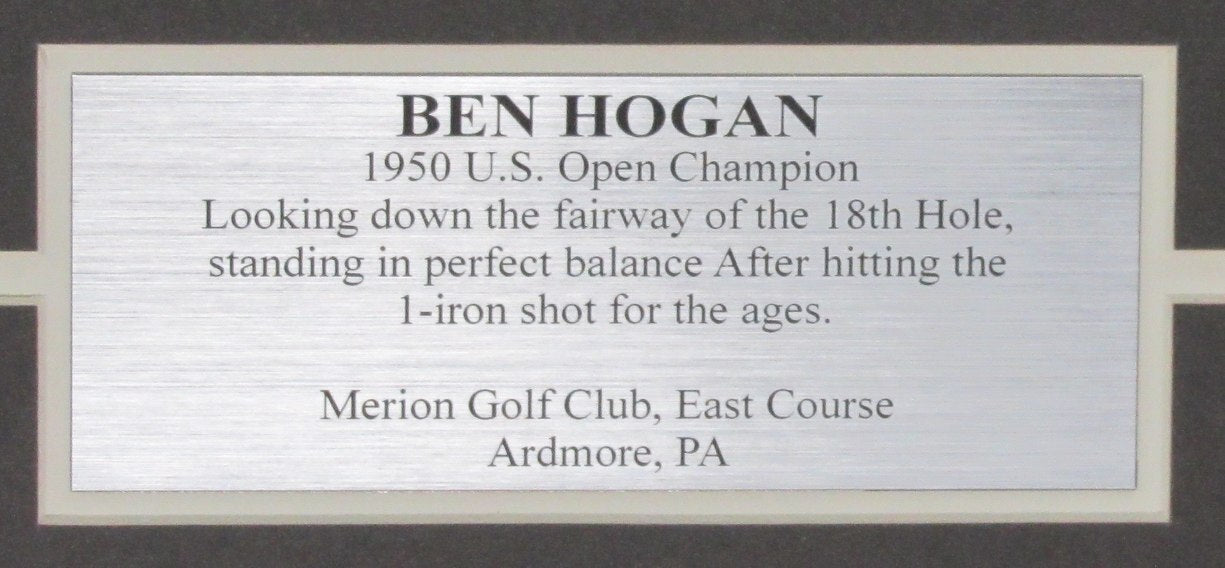 BEN HOGAN
1950 U.S. Open Champion
Looking down the fairway of the 18th Hole,
standing in perfect balance After hitting the
1-iron shot for the ages.
Merion Golf Club, East Course
Ardmore, PA